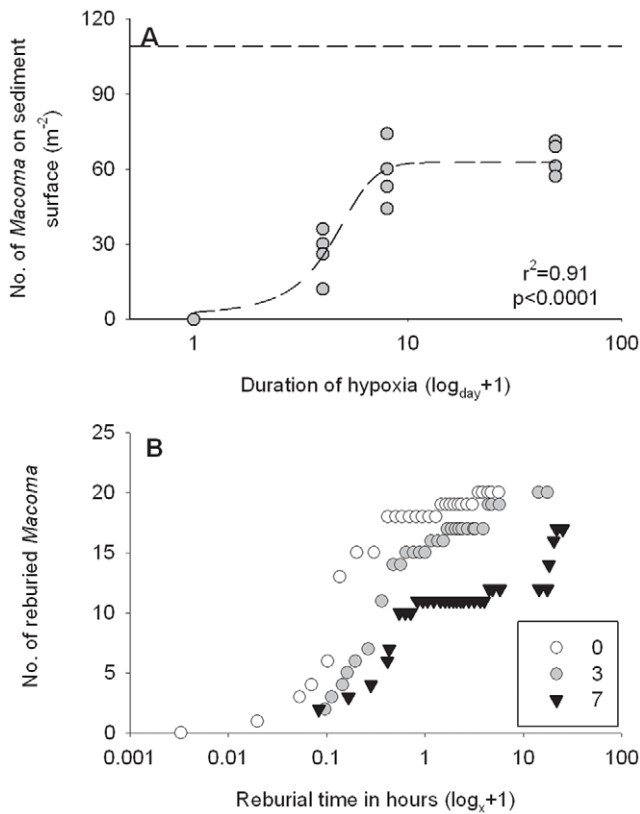 A
120
90
60
30
0
No. of Macoma on sediment
surface (m-2)
r2=0.91
p<0.0001
1
10
100
Duration of hypoxia (logday+1)
B
25
20
15
10
5
0
No. of reburied Macoma
0
3
7
0.001
0.01
0.1
1
10
100
Reburial time in hours (logx+1)